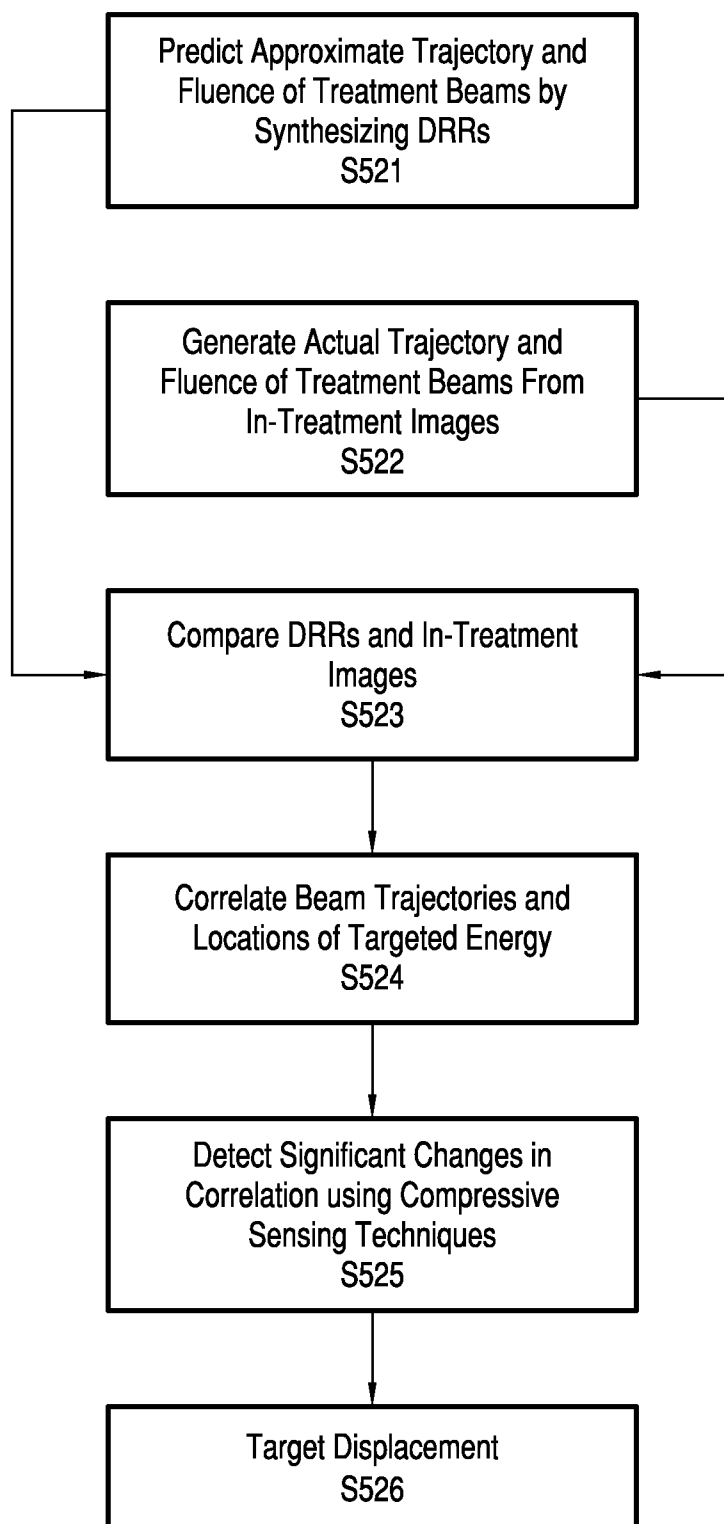 Predict Approximate Trajectory and
Fluence of Treatment Beams by
Synthesizing DRRs
S521
Generate Actual Trajectory and
Fluence of Treatment Beams From
In-Treatment Images
S522
Compare DRRs and In-Treatment
Images
S523
Correlate Beam Trajectories and
Locations of Targeted Energy
S524
Detect Significant Changes in
Correlation using Compressive
Sensing Techniques
S525
Target Displacement
S526